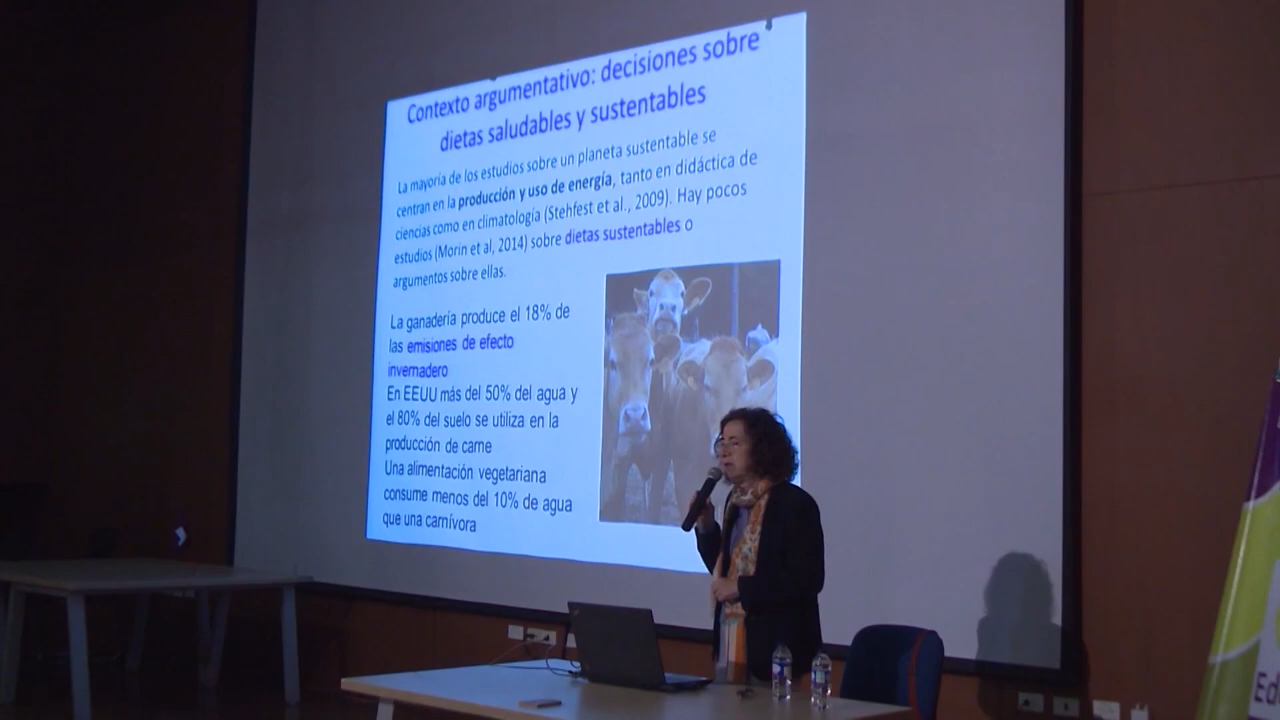 Contexto argumentativo: decisiones sobre
dietas saludables y sustentables
La mayoría de los estudios sobre un planeta sustentable se
centran en la producción y uso de energía, tanto en didáctica de
ciencias como en climatología (Stehfest et al., 2009). Hay pocos
estudios (Morin et al, 2014) sobre dietas sustentables o
argumentos sobre ellas.
La ganadería produce el 18% de
las emisiones de efecto
invernadero
En EEUU más del 50% del agua y
el 80% del suelo se utiliza en la
producción de carne
Una alimentación vegetariana
consume menos del 10% de agua
que una carnívora
Ed